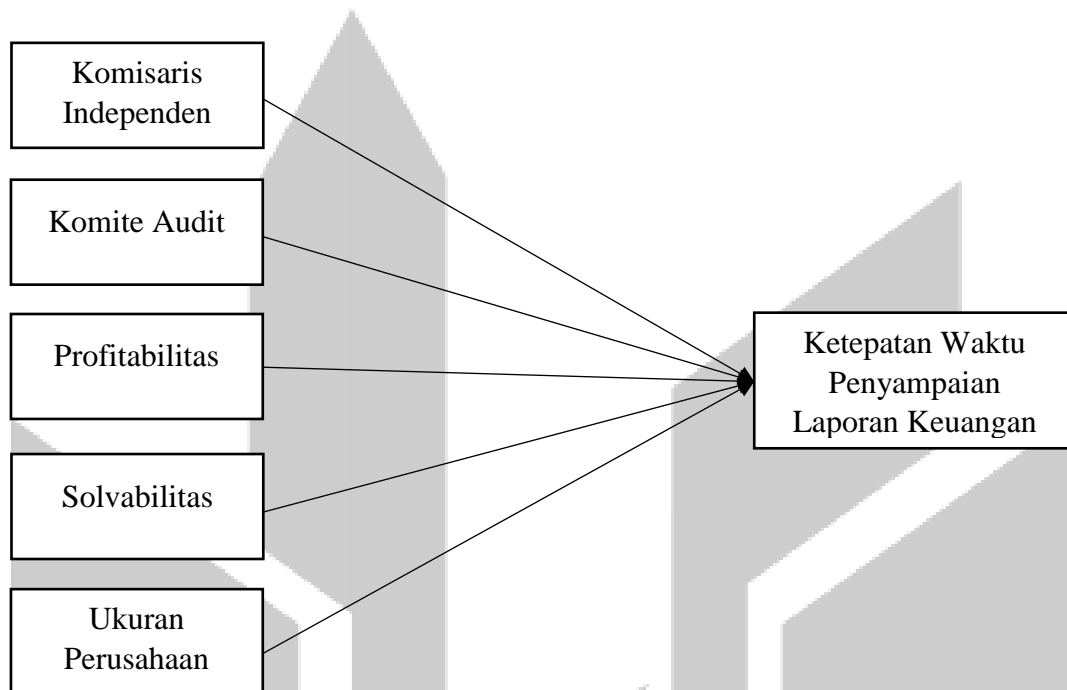 Komisaris
Independen
Komite Audit
Profitabilitas
Solvabilitas
Ukuran
Perusahaan
Ketepatan Waktu
Penyampaian
Laporan Keuangan